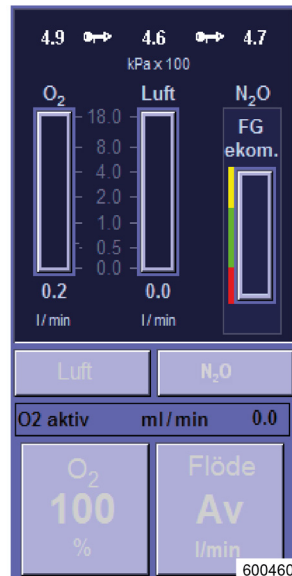 4.9 4.6 4.7
kPa x 100
O₂ Luft N₂O
18.0
8.0
4.0
2.0
1.0
0.5
0.0
FG
ekom.
0.2 0.0
l/min l/min
Luft N₂O
O2 aktiv ml/min 0.0
O₂ Flöde
100 Av
% l/min
600460